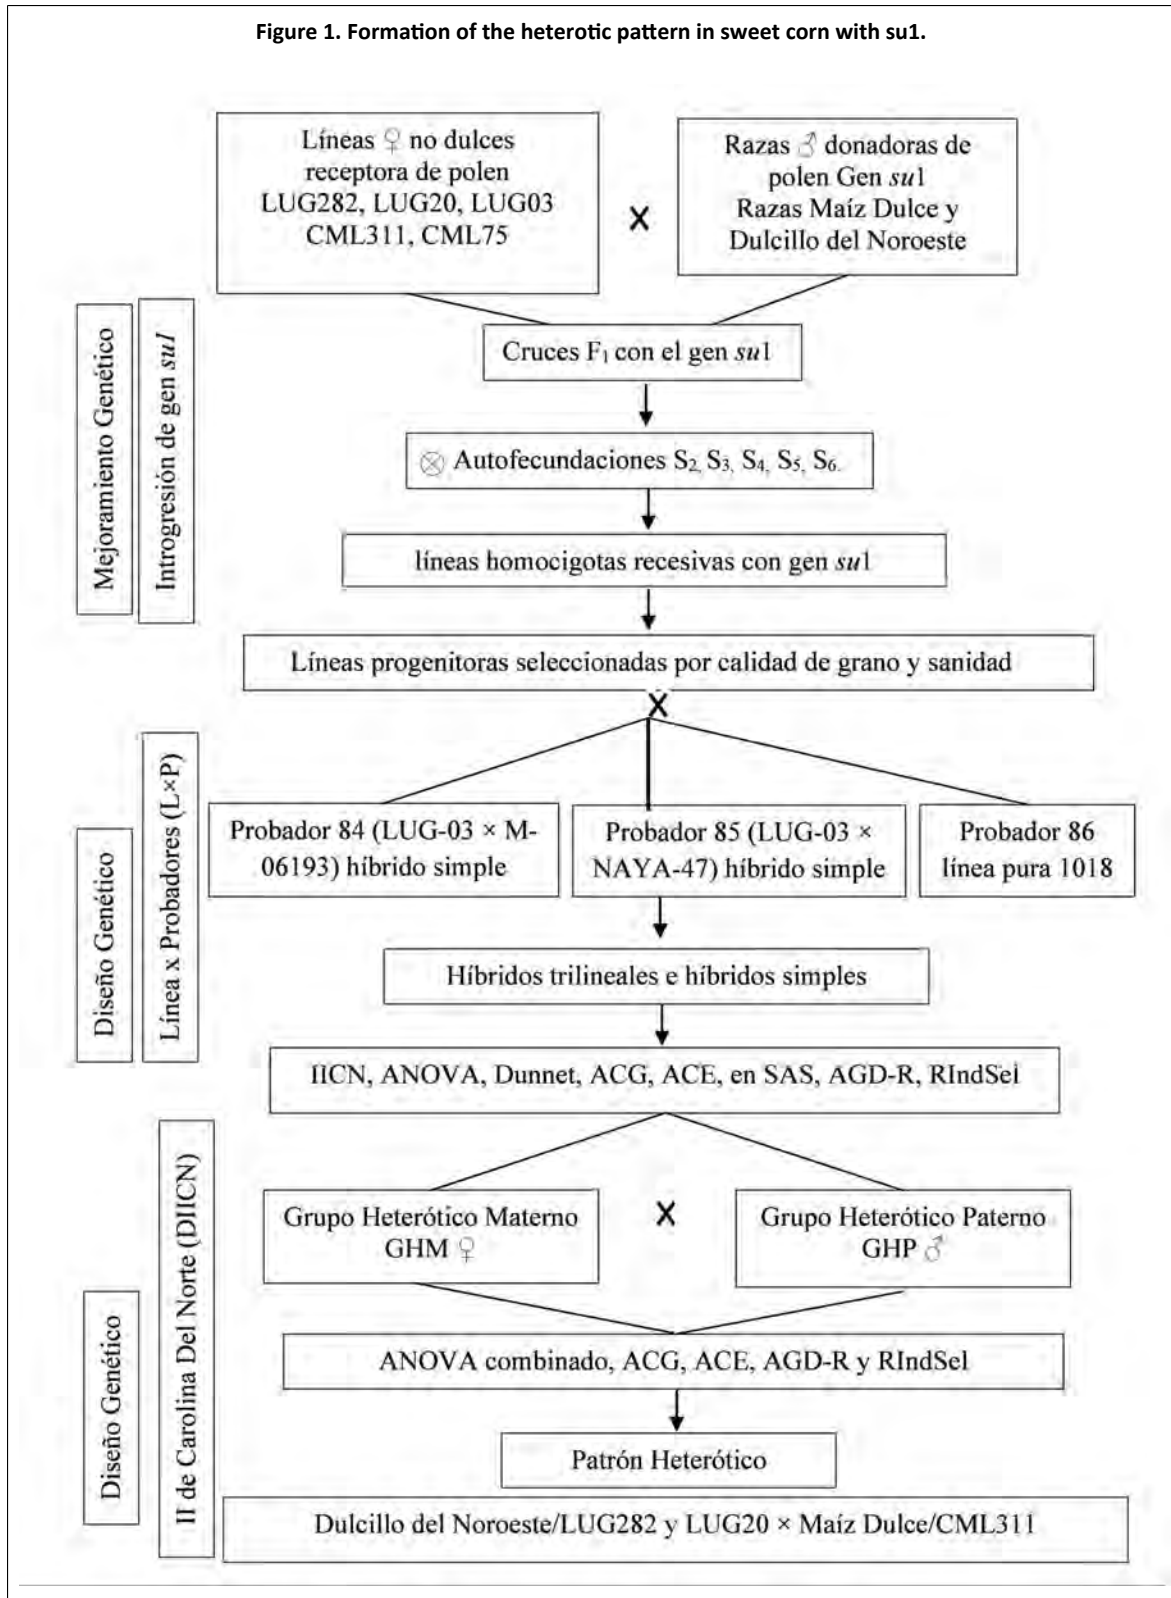 Figure 1. Formation of the heterotic pattern in sweet corn with su1.
Líneas ♀ no dulces
receptora de polen
LUG282, LUG20, LUG03
CML311, CML75
X
Razas ♂ donadoras de
polen Gen su1
Razas Maíz Dulce y
Dulcillo del Noroeste
Mejoramiento Genético
Introgresión de gen su1
Cruces F1 con el gen su1
⊗ Autofecundaciones S2, S3, S4, S5, S6.
líneas homocigotas recesivas con gen su1
Líneas progenitoras seleccionadas por calidad de grano y sanidad
X
Diseño Genético
Línea x Probadores (L×P)
Probador 84 (LUG-03 × M-
06193) híbrido simple
Probador 85 (LUG-03 ×
NAYA-47) híbrido simple
Probador 86
línea pura 1018
Híbridos trilineales e híbridos simples
IICN, ANOVA, Dunnet, ACG, ACE, en SAS, AGD-R, RIndSel
Diseño Genético
II de Carolina Del Norte (DIICN)
Grupo Heterótico Materno
GHM ♀
X
Grupo Heterótico Paterno
GHP ♂
ANOVA combinado, ACG, ACE, AGD-R y RIndSel
Patrón Heterótico
Dulcillo del Noroeste/LUG282 y LUG20 × Maíz Dulce/CML311